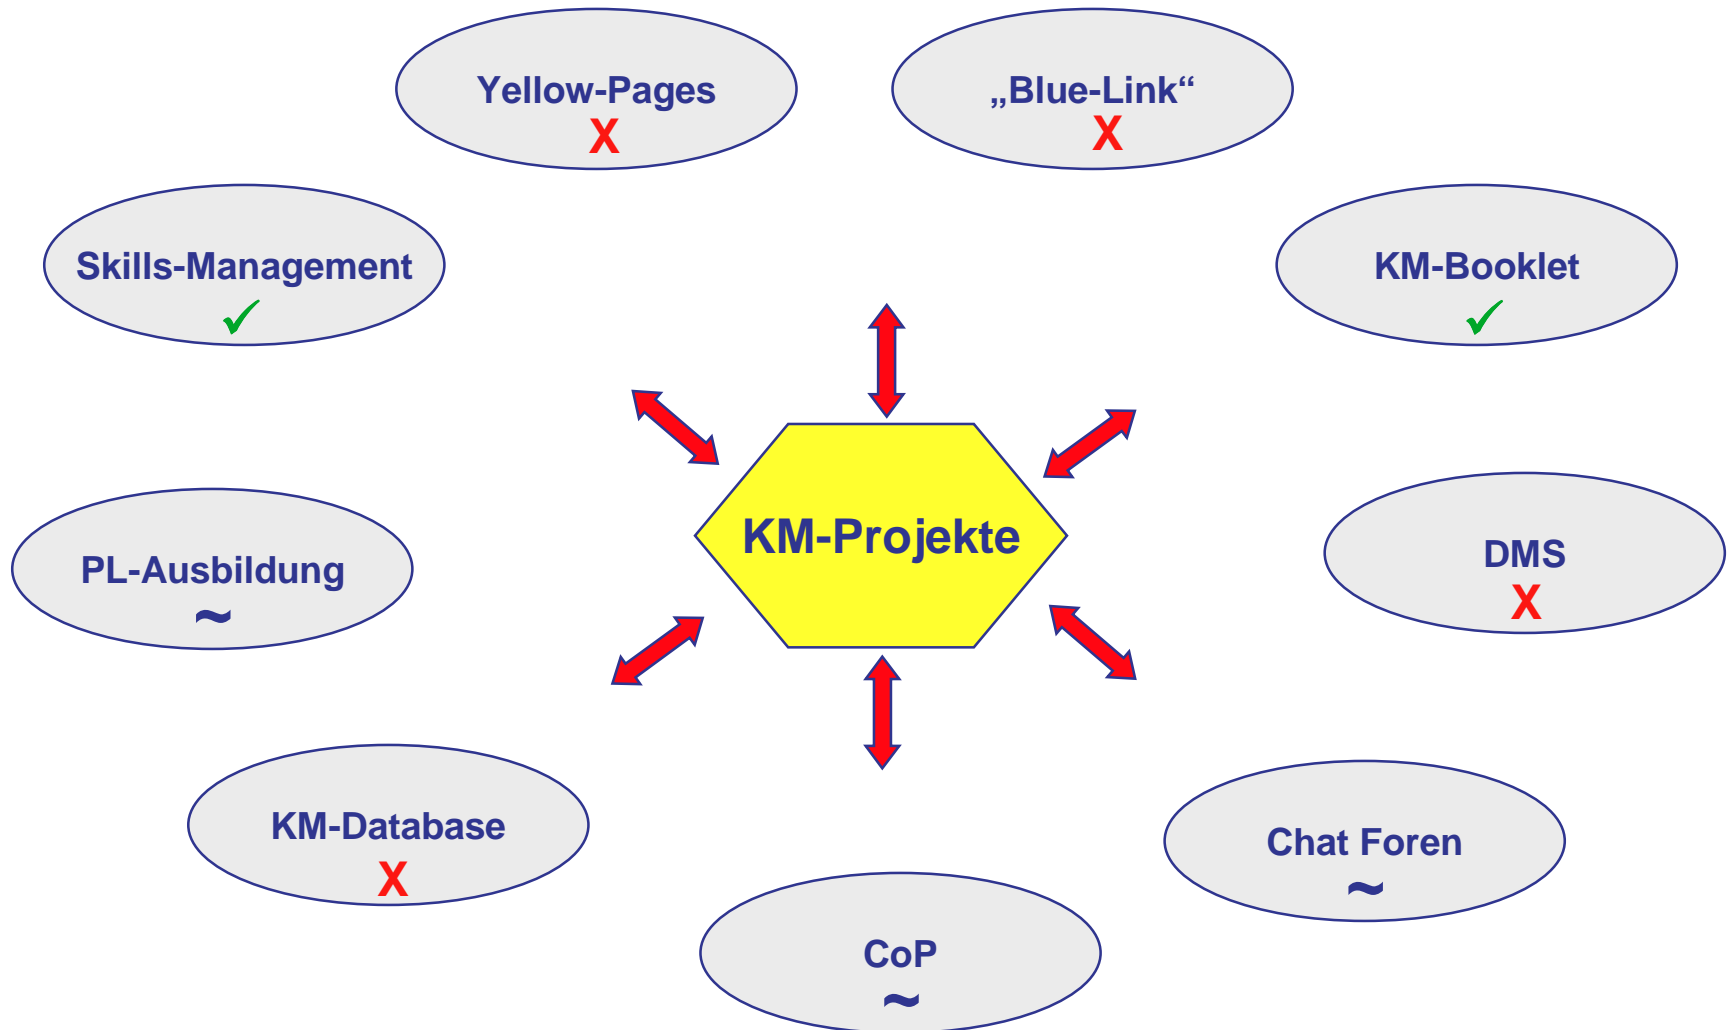 Yellow-Pages
X
„Blue-Link“
X
Skills-Management
✓
KM-Booklet
✓
KM-Projekte
PL-Ausbildung
~
DMS
X
KM-Database
X
Chat Foren
~
CoP
~